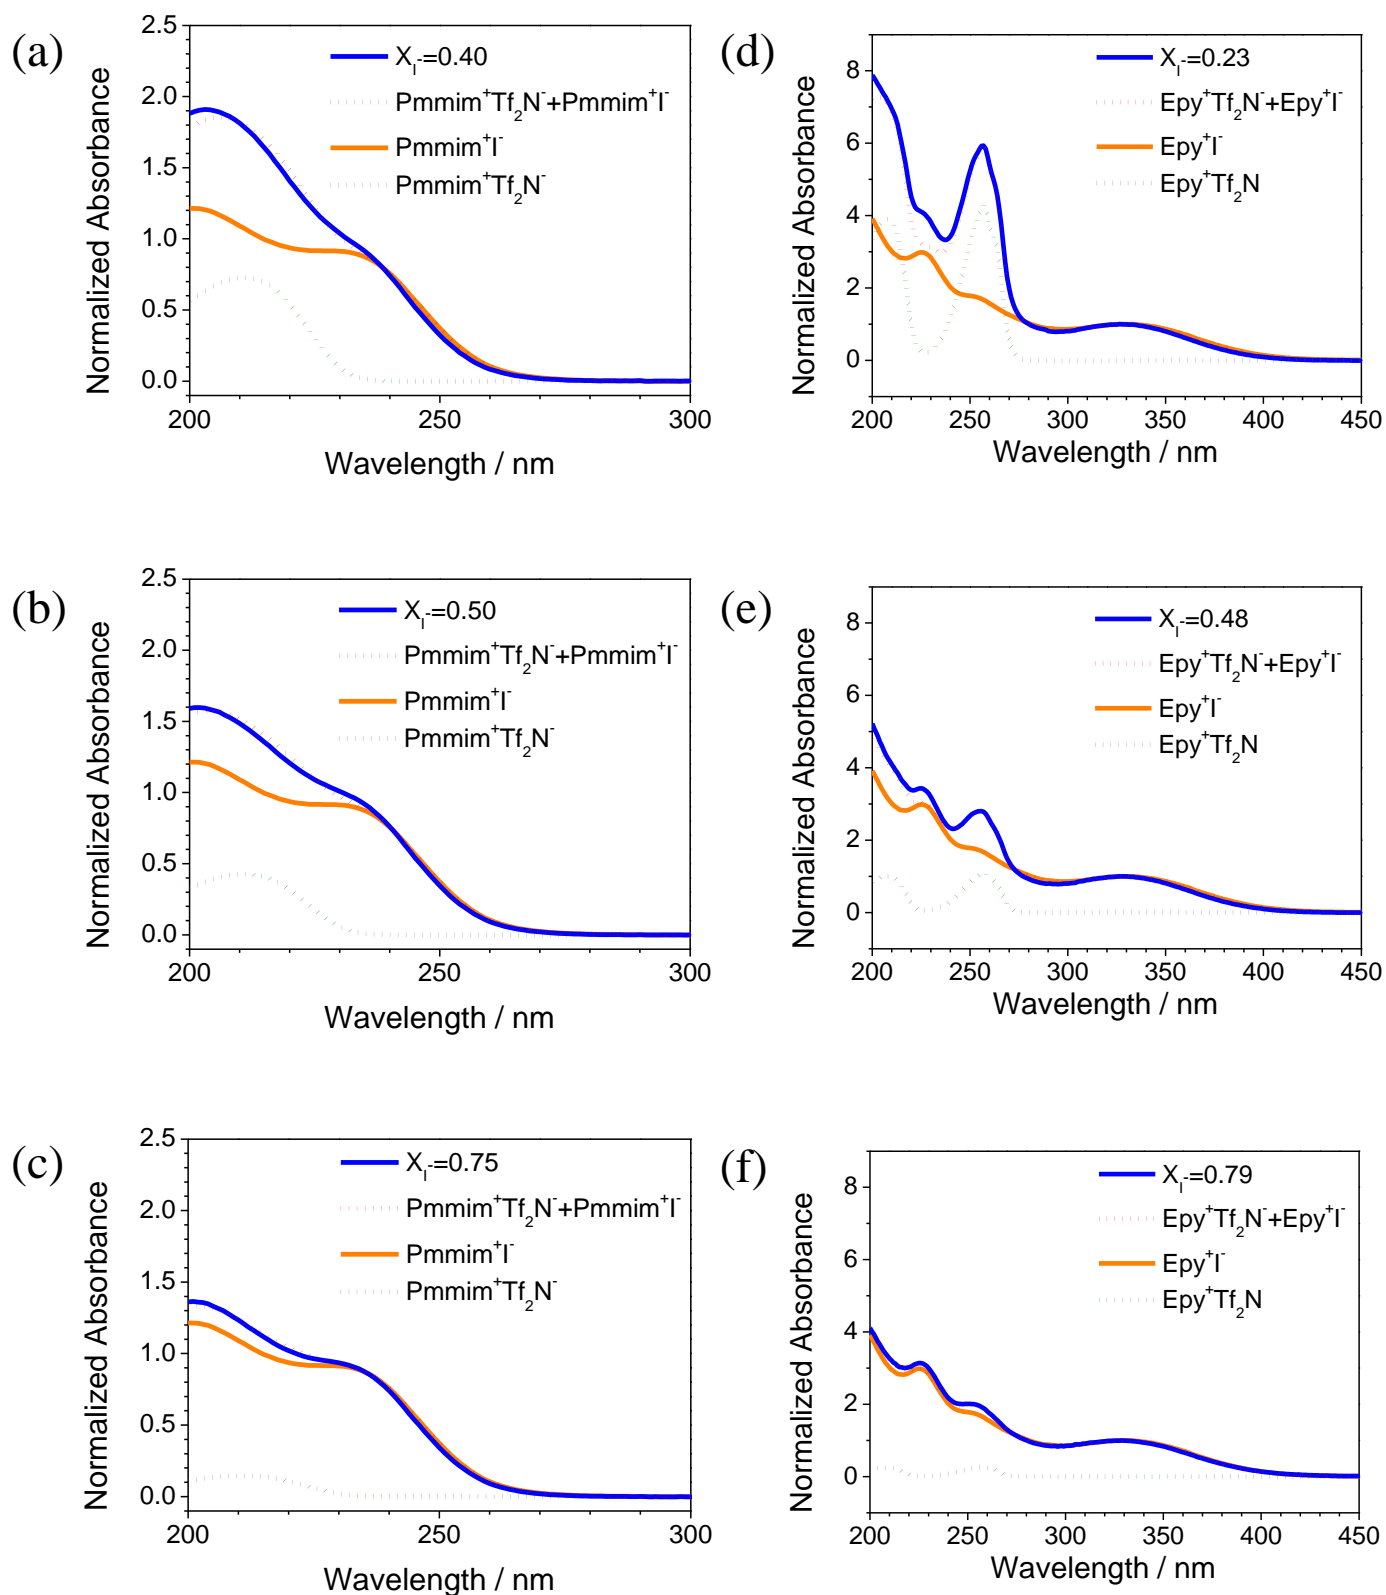 (a)
2.5
2.0
1.5
1.0
0.5
0.0
Normalized Absorbance
X_I-=0.40
Pmmim+Tf2N-+Pmmim+I-
Pmmim+I-
Pmmim+Tf2N-
200 250 300
Wavelength / nm
(d)
8
6
4
2
0
Normalized Absorbance
X_I-=0.23
Epy+Tf2N-+Epy+I-
Epy+I-
Epy+Tf2N
200 250 300 350 400 450
Wavelength / nm
(b)
2.5
2.0
1.5
1.0
0.5
0.0
Normalized Absorbance
X_I-=0.50
Pmmim+Tf2N-+Pmmim+I-
Pmmim+I-
Pmmim+Tf2N-
200 250 300
Wavelength / nm
(e)
8
6
4
2
0
Normalized Absorbance
X_I-=0.48
Epy+Tf2N-+Epy+I-
Epy+I-
Epy+Tf2N
200 250 300 350 400 450
Wavelength / nm
(c)
2.5
2.0
1.5
1.0
0.5
0.0
Normalized Absorbance
X_I-=0.75
Pmmim+Tf2N-+Pmmim+I-
Pmmim+I-
Pmmim+Tf2N-
200 250 300
Wavelength / nm
(f)
8
6
4
2
0
Normalized Absorbance
X_I-=0.79
Epy+Tf2N-+Epy+I-
Epy+I-
Epy+Tf2N
200 250 300 350 400 450
Wavelength / nm